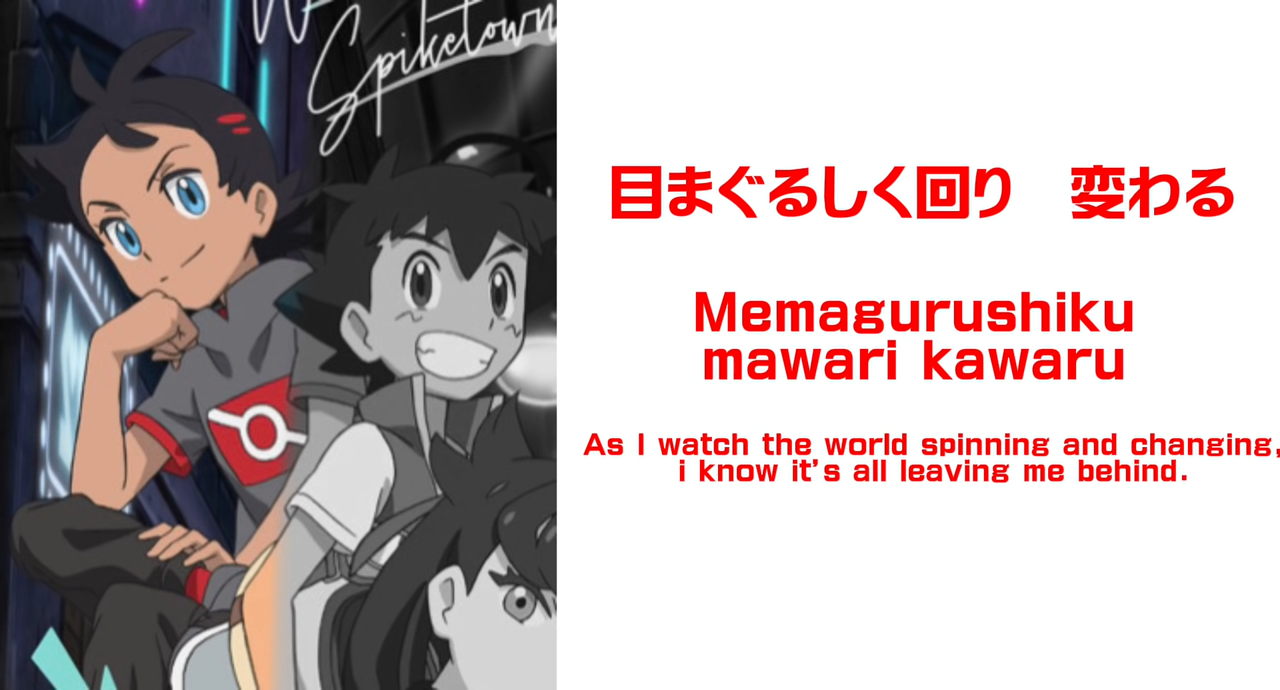 Spiketown
目まぐるしく回り　変わる
Memagurushiku
mawari kawaru
As I watch the world spinning and changing,
i know it's all leaving me behind.